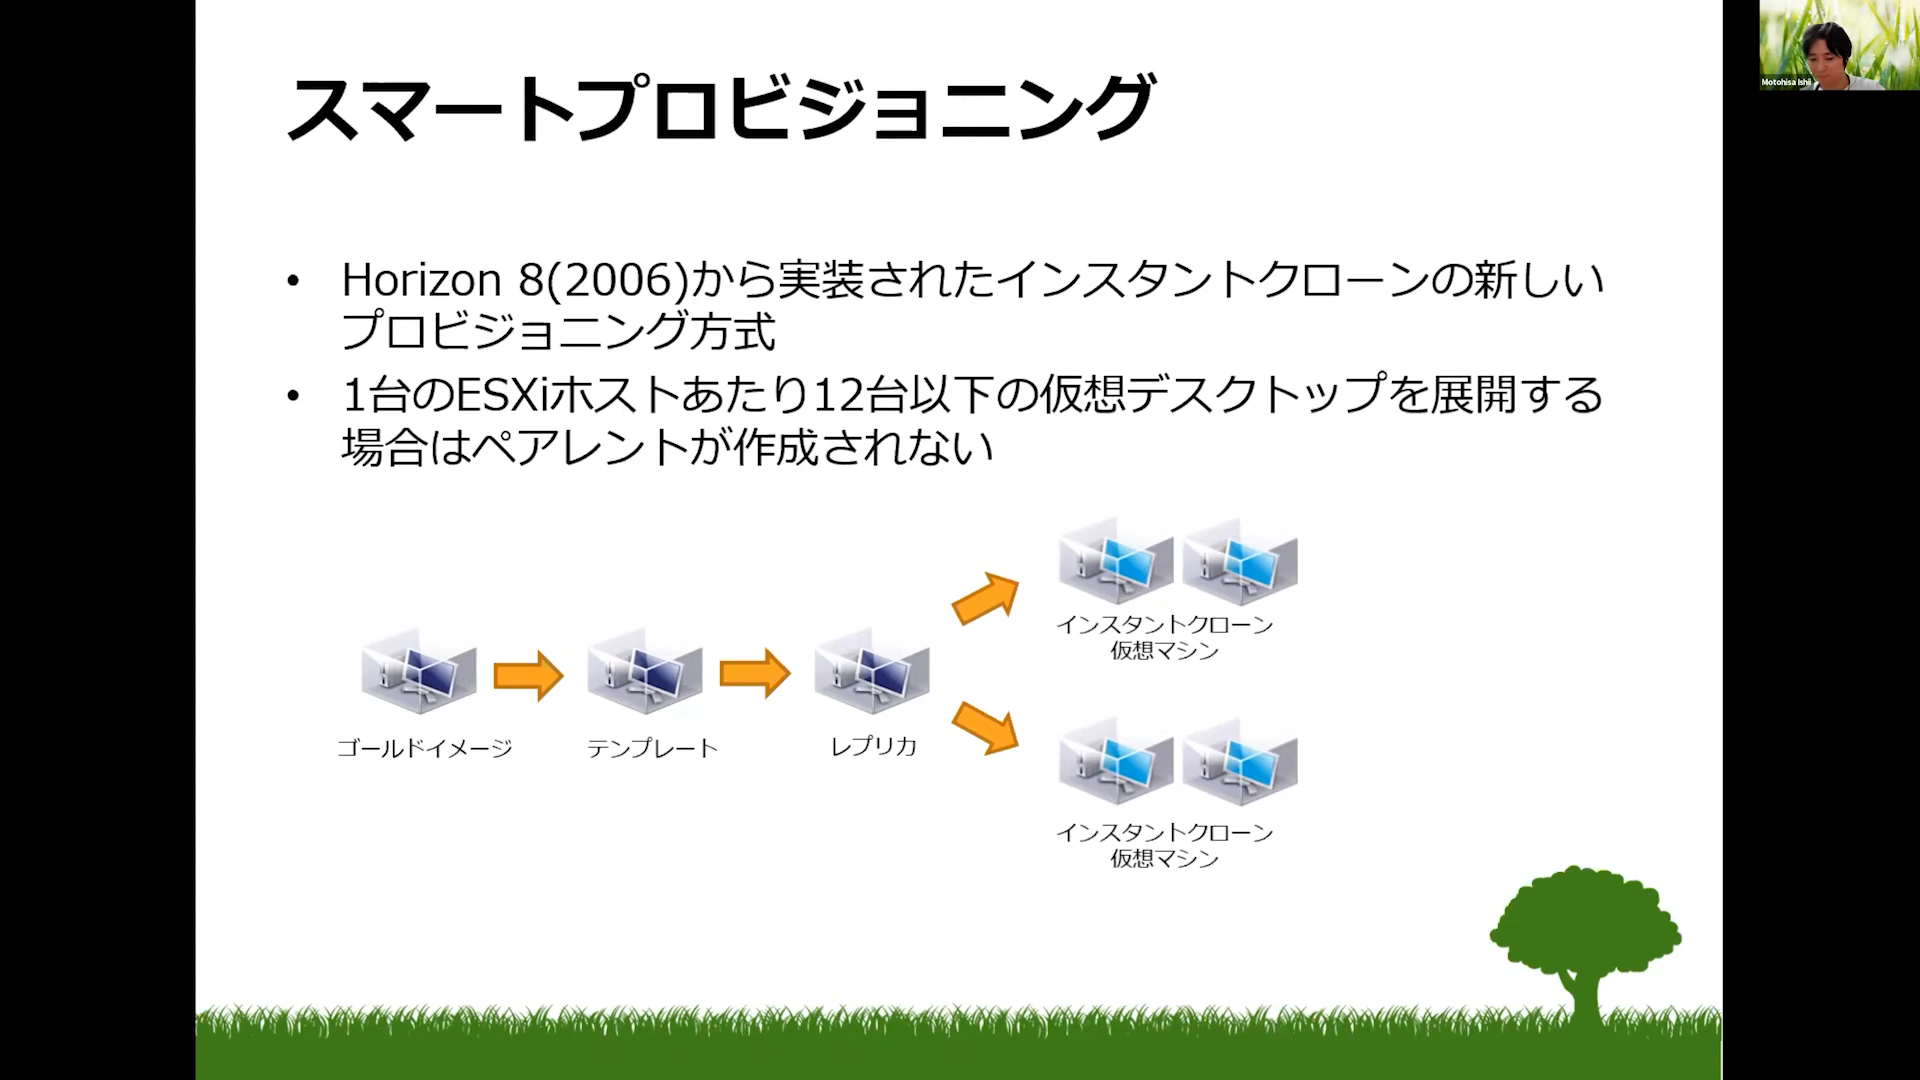 スマートプロビジョニング
Motohisa Ishii
• Horizon 8(2006)から実装されたインスタントクローンの新しい
プロビジョニング方式
• 1台のESXiホストあたり12台以下の仮想デスクトップを展開する
場合はペアレントが作成されない
インスタントクローン
仮想マシン
ゴールドイメージ
テンプレート
レプリカ
インスタントクローン
仮想マシン